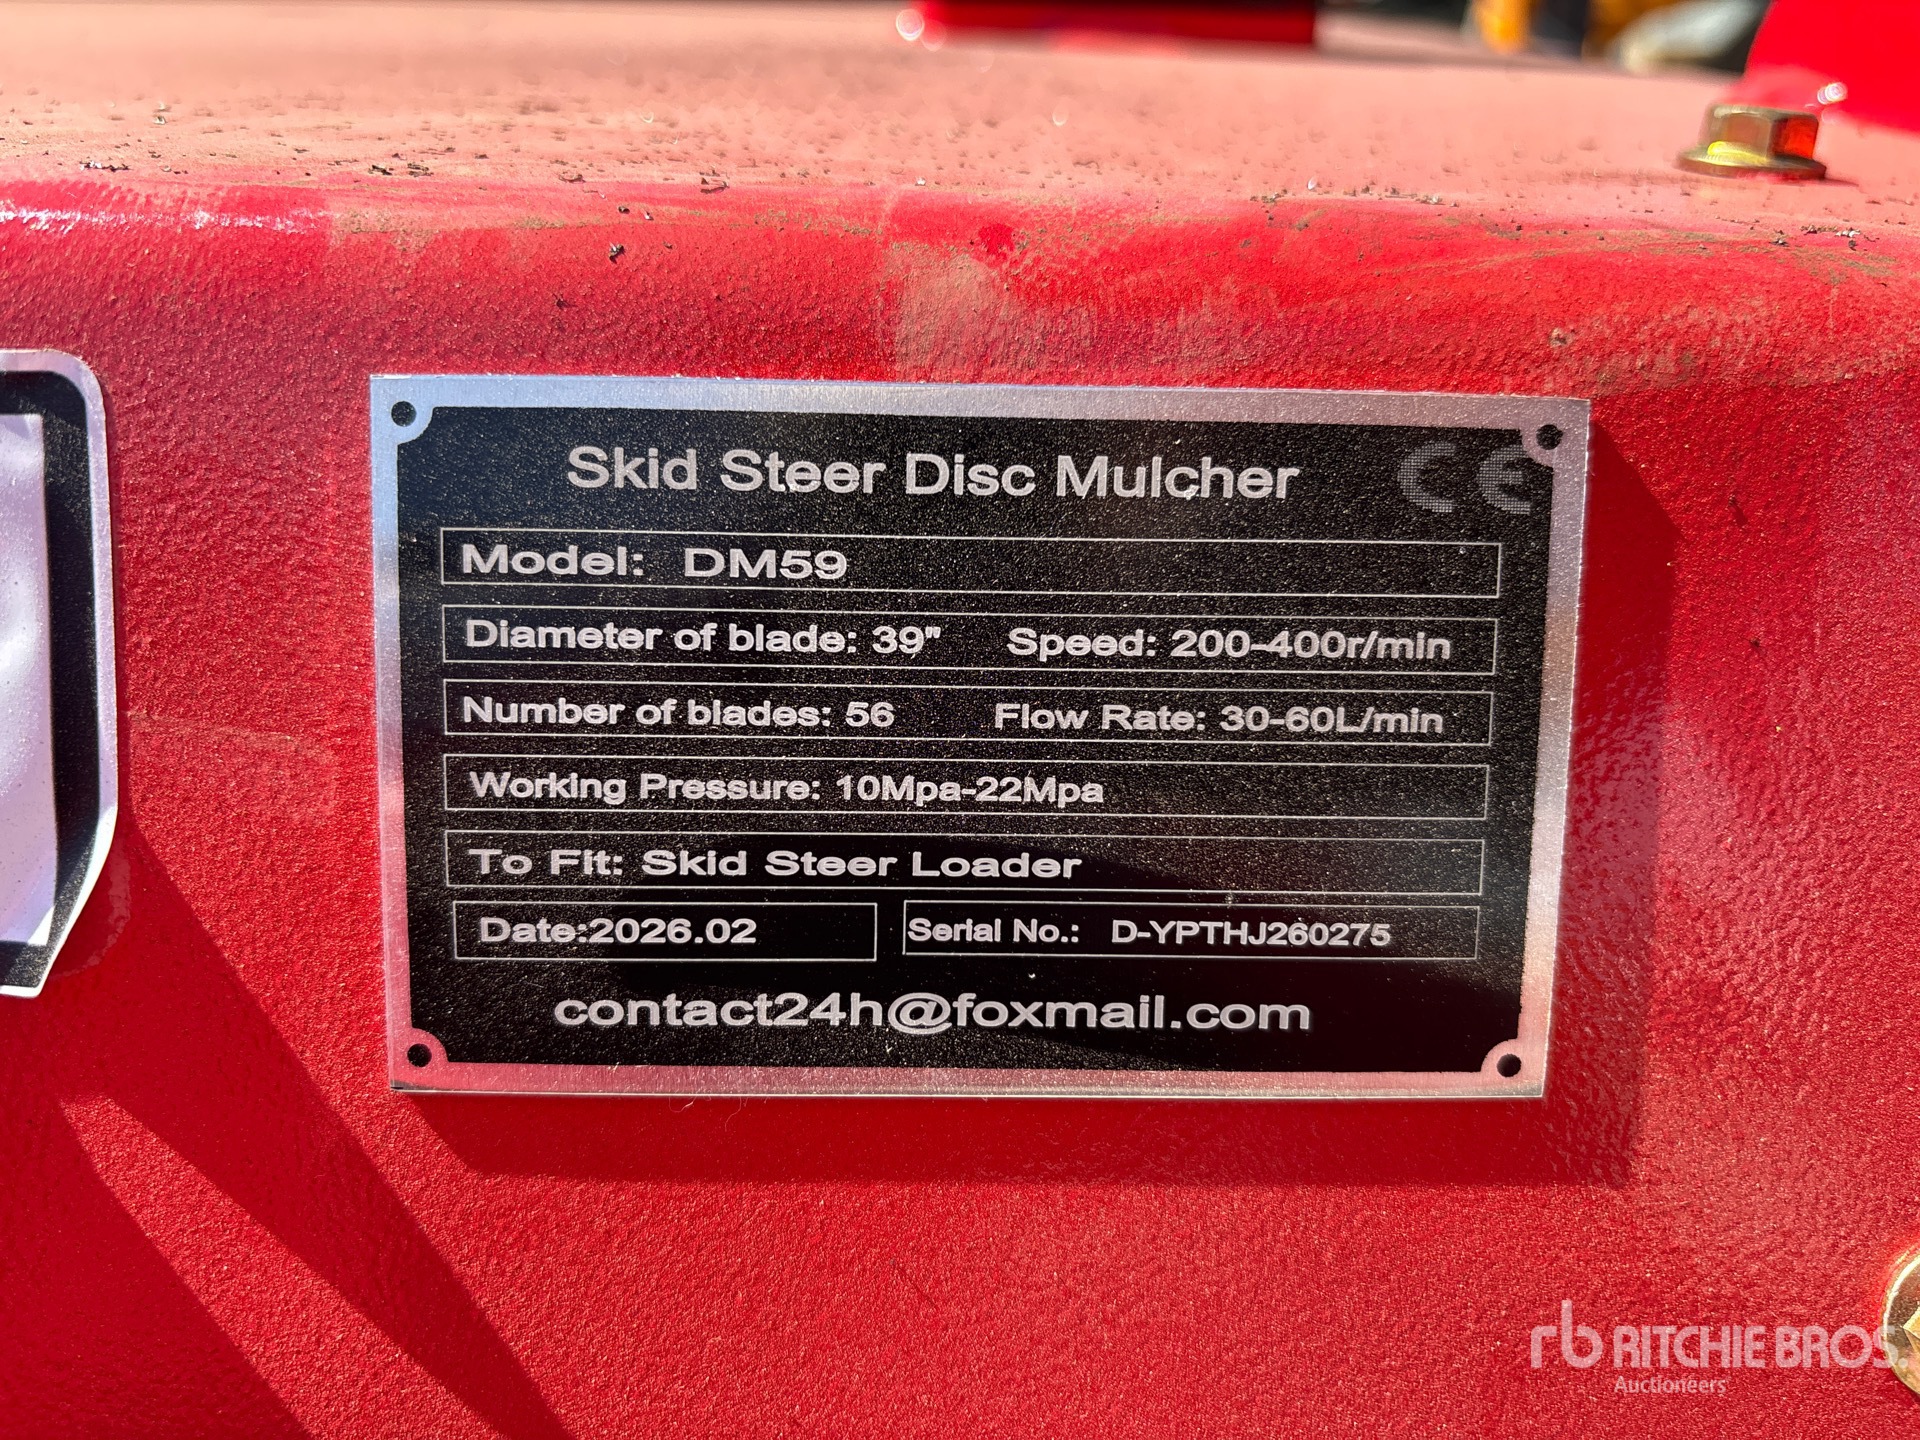 Skid Steer Disc Mulcher CE
Model: DM59
Diameter of blade: 39" Speed: 200-400r/min
Number of blades: 56 Flow Rate: 30-60L/min
Working Pressure: 10Mpa-22Mpa
To Fit: Skid Steer Loader
Date:2026.02 Serial No.: D-YPTHJ260275
contact24h@foxmail.com
rb RITCHIE BROS.
Auctioneers